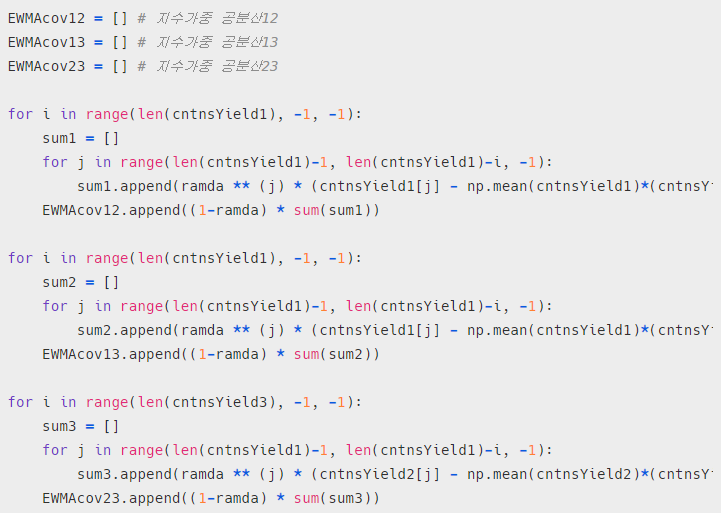 EWMAcov12 = [] # 지수가중 공분산12
EWMAcov13 = [] # 지수가중 공분산13
EWMAcov23 = [] # 지수가중 공분산23
for i in range(len(cntnsYield1), -1, -1):
    sum1 = []
    for j in range(len(cntnsYield1)-1, len(cntnsYield1)-i, -1):
        sum1.append(ramda ** (j) * (cntnsYield1[j] - np.mean(cntnsYield1)*(cntnsY
    EWMAcov12.append((1-ramda) * sum(sum1))
for i in range(len(cntnsYield1), -1, -1):
    sum2 = []
    for j in range(len(cntnsYield1)-1, len(cntnsYield1)-i, -1):
        sum2.append(ramda ** (j) * (cntnsYield1[j] - np.mean(cntnsYield1)*(cntnsY
    EWMAcov13.append((1-ramda) * sum(sum2))
for i in range(len(cntnsYield3), -1, -1):
    sum3 = []
    for j in range(len(cntnsYield1)-1, len(cntnsYield1)-i, -1):
        sum3.append(ramda ** (j) * (cntnsYield2[j] - np.mean(cntnsYield2)*(cntnsY
    EWMAcov23.append((1-ramda) * sum(sum3))